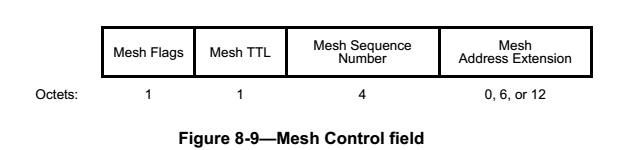 Mesh Flags
Mesh TTL
Mesh Sequence
Number
Mesh
Address Extension
Octets: 1 1 4 0, 6, or 12
Figure 8-9—Mesh Control field